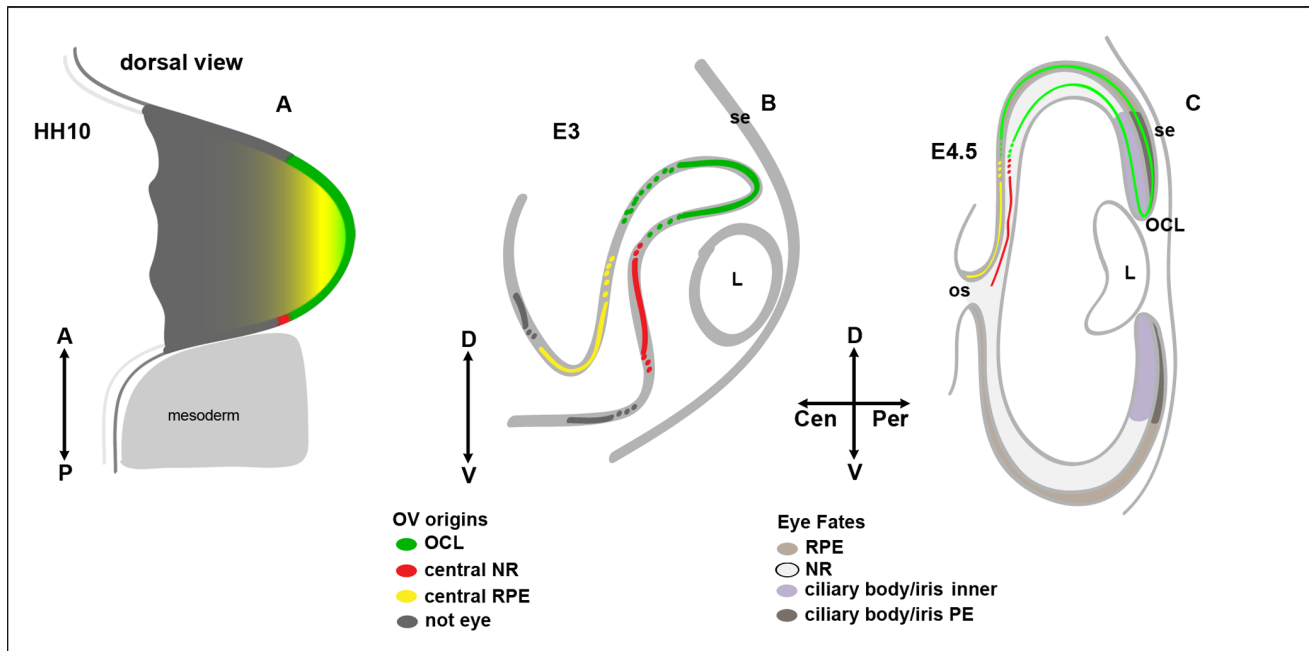 dorsal view
HH10
A
A
P
mesoderm
B
se
E3
L
D
V
C
se
E4.5
OCL
L
os
D
Cen Per
V
OV origins
OCL
central NR
central RPE
not eye
Eye Fates
RPE
NR
ciliary body/iris inner
ciliary body/iris PE